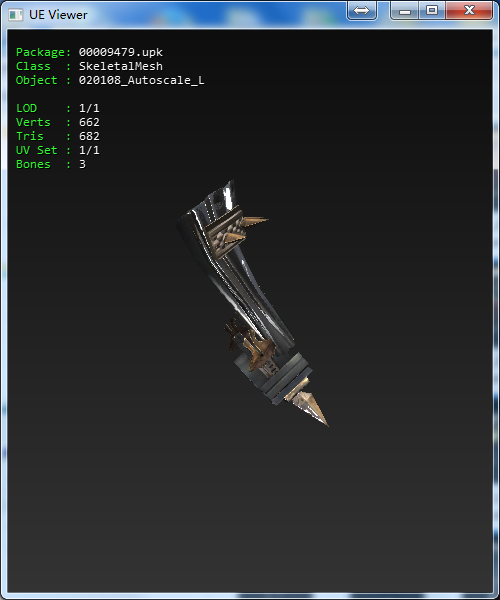 UE Viewer
Package: 00009479.upk
Class : SkeletalMesh
Object : 020108_Autoscale_L
LOD : 1/1
Verts : 662
Tris : 682
UV Set : 1/1
Bones : 3